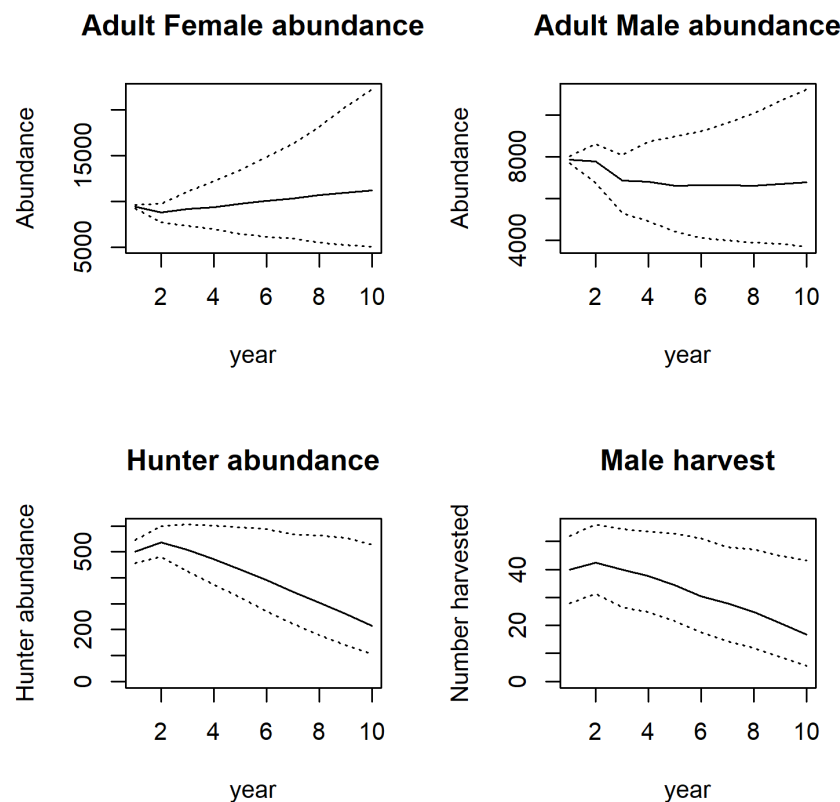 Adult Female abundance
Abundance
5000 15000
2 4 6 8 10
year
Adult Male abundance
Abundance
4000 8000
2 4 6 8 10
year
Hunter abundance
Hunter abundance
0 200 500
2 4 6 8 10
year
Male harvest
Number harvested
0 20 40
2 4 6 8 10
year